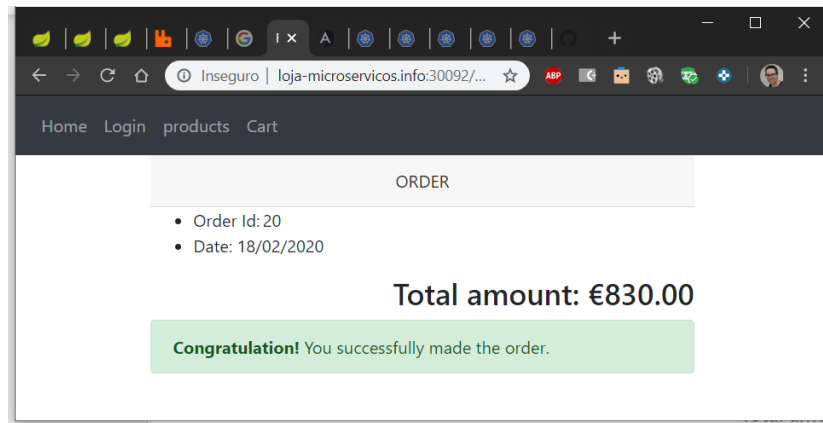 Inseguro | loja-microservicos.info:30092/...
ABP
Home Login products Cart
ORDER
Order Id: 20
Date: 18/02/2020
Total amount: €830.00
Congratulation! You successfully made the order.